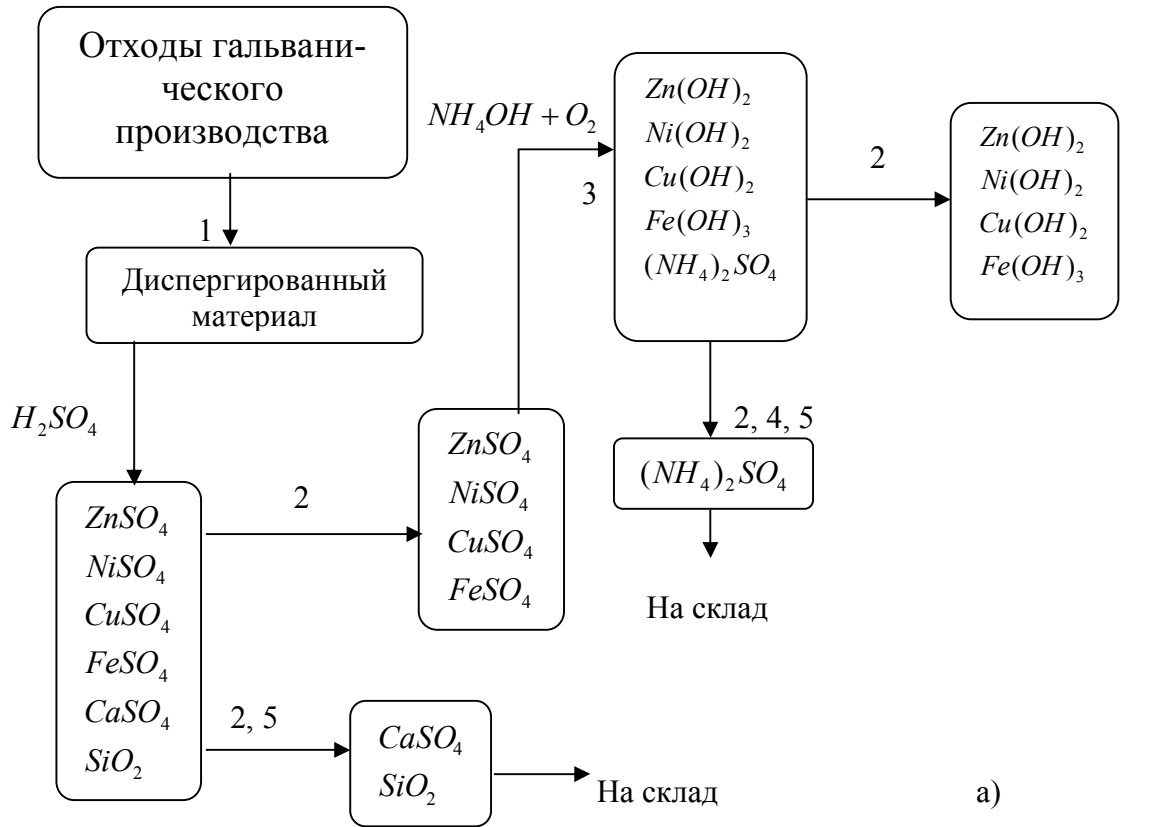 Отходы гальвани-
ческого
производства
1
Диспергированный
материал
H₂SO₄
ZnSO₄
NiSO₄
CuSO₄
FeSO₄
CaSO₄
SiO₂
2
ZnSO₄
NiSO₄
CuSO₄
FeSO₄
2, 5
CaSO₄
SiO₂
На склад
NH₄OH + O₂
3
Zn(OH)₂
Ni(OH)₂
Cu(OH)₂
Fe(OH)₃
(NH₄)₂SO₄
2
Zn(OH)₂
Ni(OH)₂
Cu(OH)₂
Fe(OH)₃
2, 4, 5
(NH₄)₂SO₄
На склад
а)